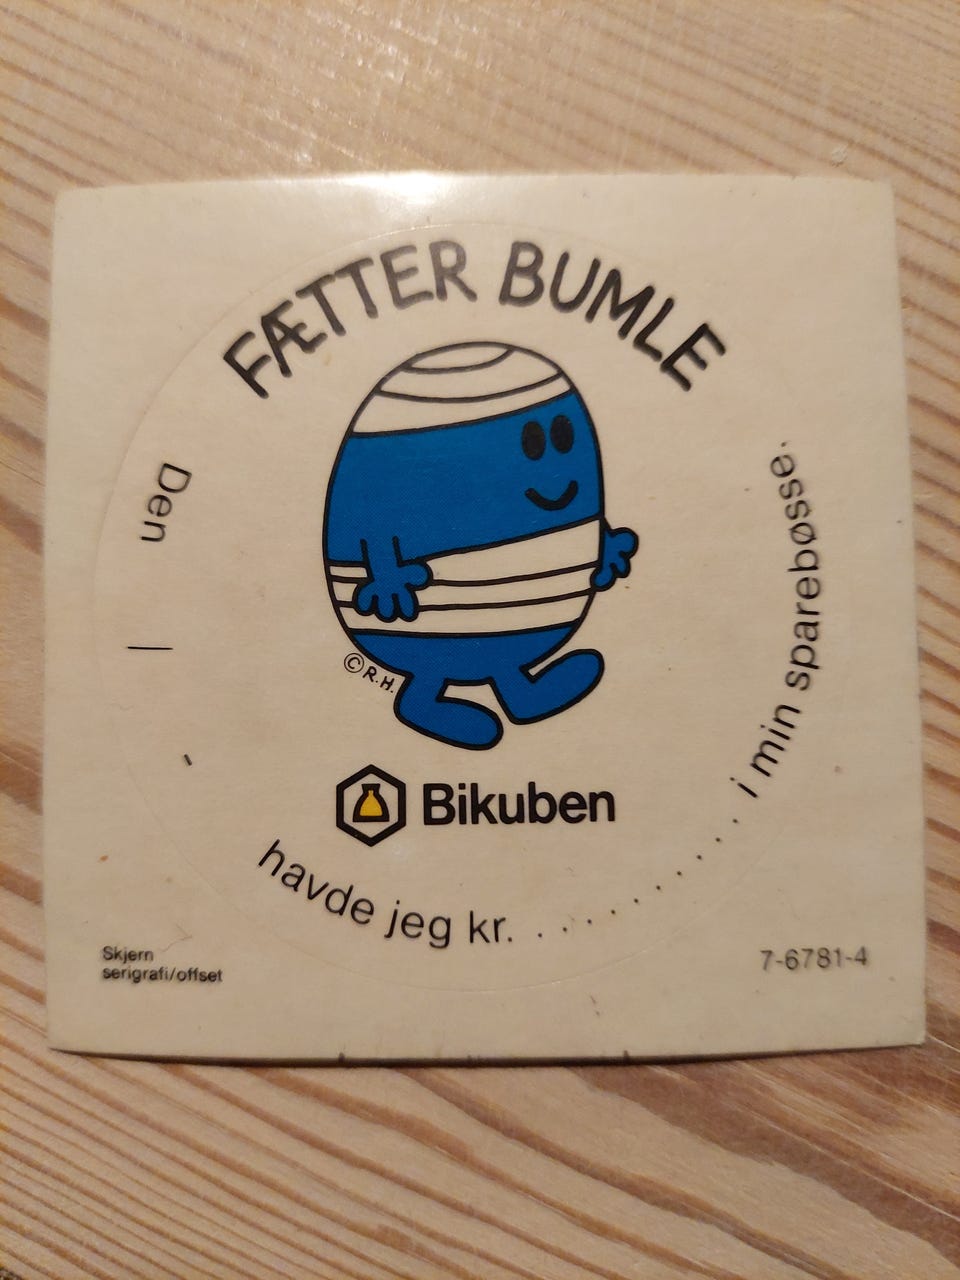 FÆTTER BUMLE
© R.H.
Bikuben
Den / -
havde jeg kr. . . . . . . . . . . . i min sparebøsse.
Skjern
serigrafi/offset
7-6781-4